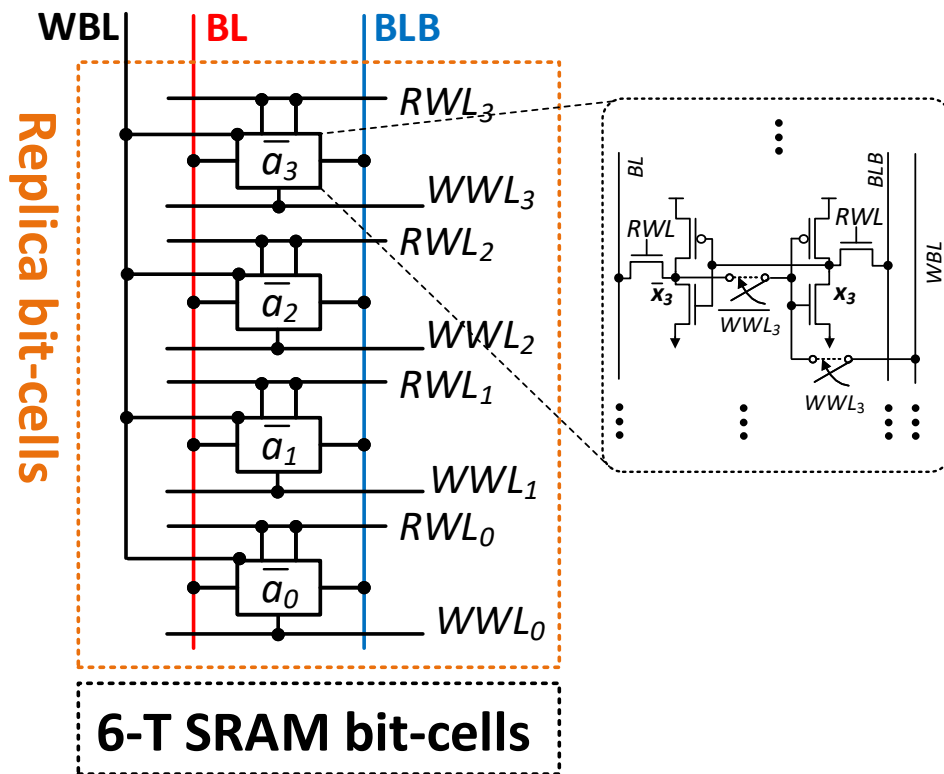 WBL
BL
BLB
Replica bit-cells
RWL₃
a̅₃
WWL₃
RWL₂
a̅₂
WWL₂
RWL₁
a̅₁
WWL₁
RWL₀
a̅₀
WWL₀
6-T SRAM bit-cells
BL
BLB
WBL
RWL
RWL
x̅₃
x₃
W̅W̅L̅₃̅
WWL₃